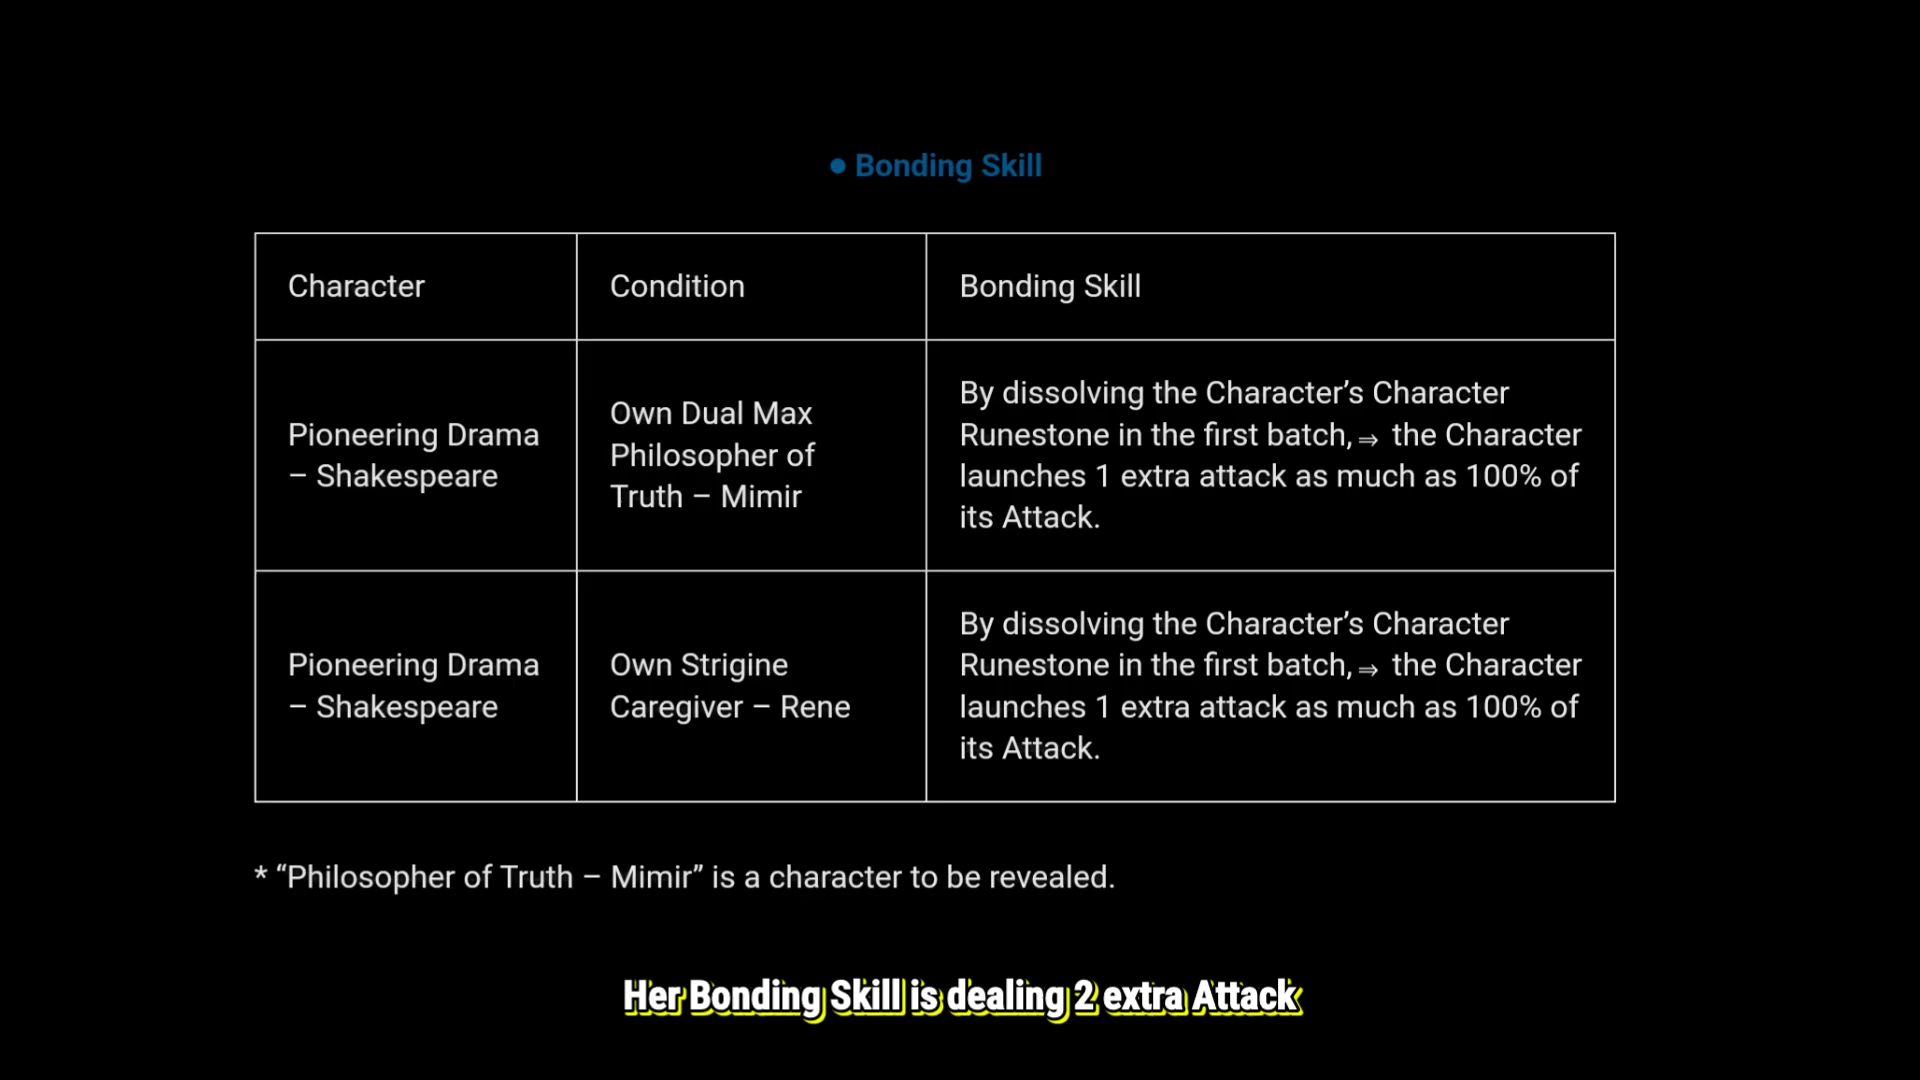 ● Bonding Skill
Character
Condition
Bonding Skill
Pioneering Drama
– Shakespeare
Own Dual Max
Philosopher of
Truth – Mimir
By dissolving the Character’s Character
Runestone in the first batch,⇒ the Character
launches 1 extra attack as much as 100% of
its Attack.
Pioneering Drama
– Shakespeare
Own Strigine
Caregiver – Rene
By dissolving the Character’s Character
Runestone in the first batch,⇒ the Character
launches 1 extra attack as much as 100% of
its Attack.
* “Philosopher of Truth – Mimir” is a character to be revealed.
Her Bonding Skill is dealing 2 extra Attack